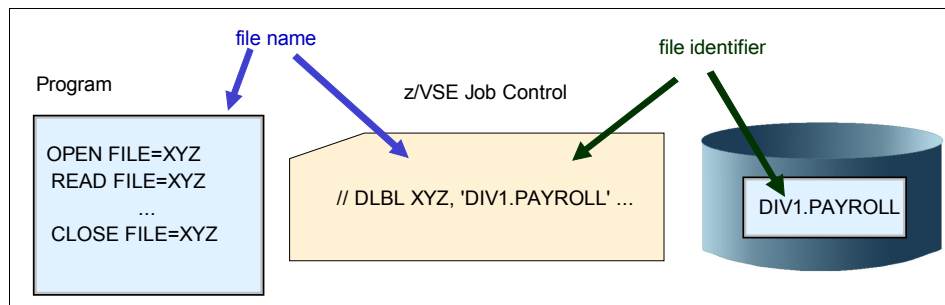 file name
file identifier
Program
z/VSE Job Control
OPEN FILE=XYZ
READ FILE=XYZ
...
CLOSE FILE=XYZ
// DLBL XYZ, 'DIV1.PAYROLL' ...
DIV1.PAYROLL